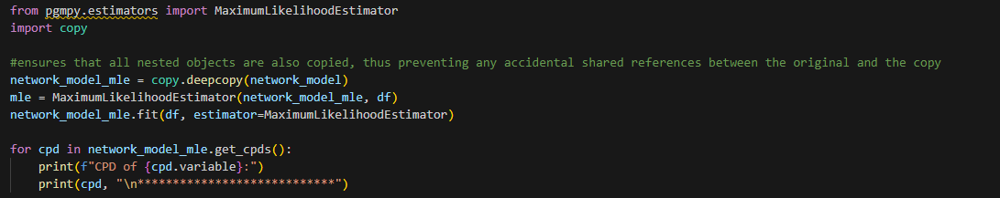 from pgmpy.estimators import MaximumLikelihoodEstimator
import copy
#ensures that all nested objects are also copied, thus preventing any accidental shared references between the original and the copy
network_model_mle = copy.deepcopy(network_model)
mle = MaximumLikelihoodEstimator(network_model_mle, df)
network_model_mle.fit(df, estimator=MaximumLikelihoodEstimator)
for cpd in network_model_mle.get_cpds():
    print(f"CPD of {cpd.variable}:")
    print(cpd, "\n****************************")